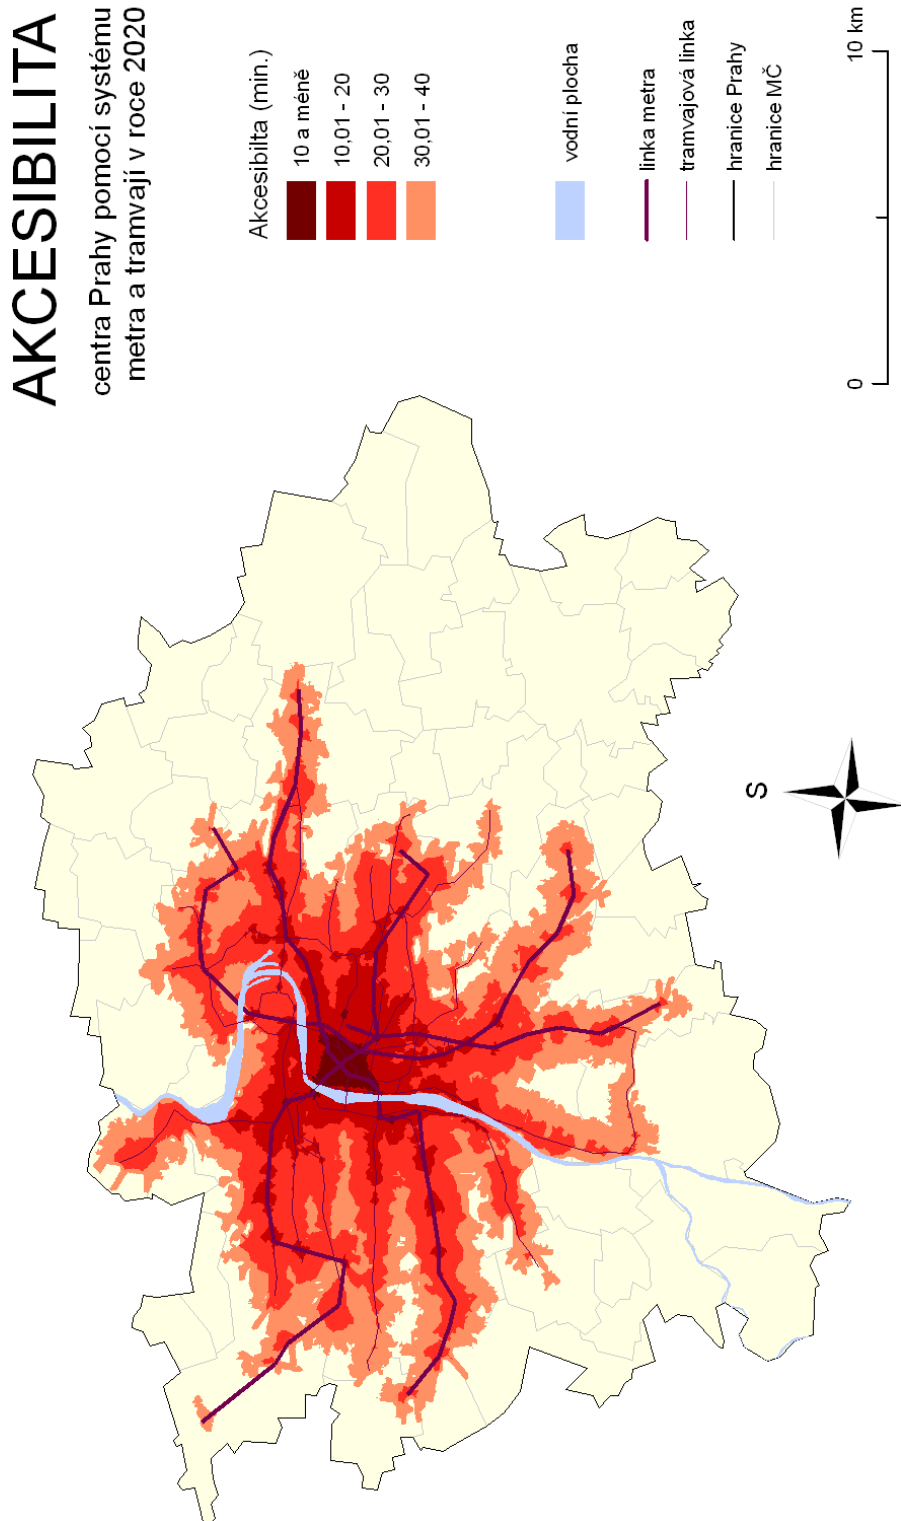 AKCESIBILITA
centra Prahy pomocí systému
metra a tramvají v roce 2020
Akcesibilta (min.)
10 a méně
10,01 - 20
20,01 - 30
30,01 - 40
vodní plocha
linka metra
tramvajová linka
hranice Prahy
hranice MČ
S
0
10 km